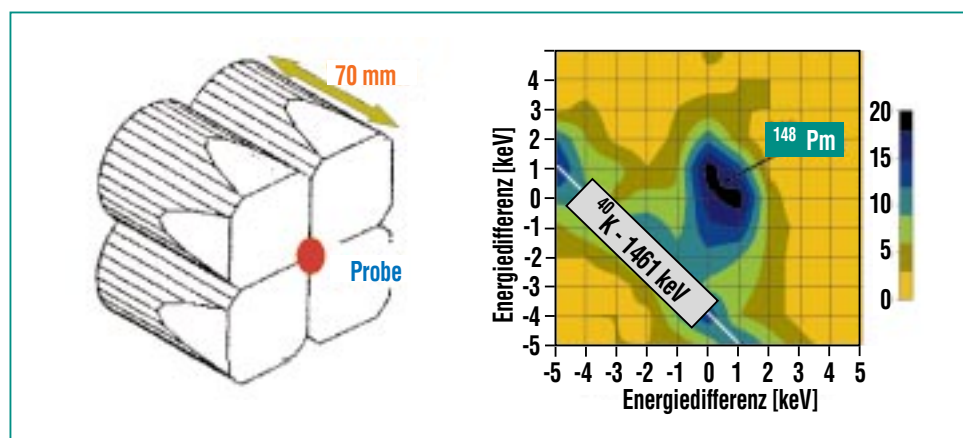 70 mm
Probe
Energiedifferenz [keV]
4
3
2
1
0
-1
-2
-3
-4
-5
148 Pm
40K - 1461 keV
20
15
10
5
0
-5 -4 -3 -2 -1 0 1 2 3 4 5
Energiedifferenz [keV]